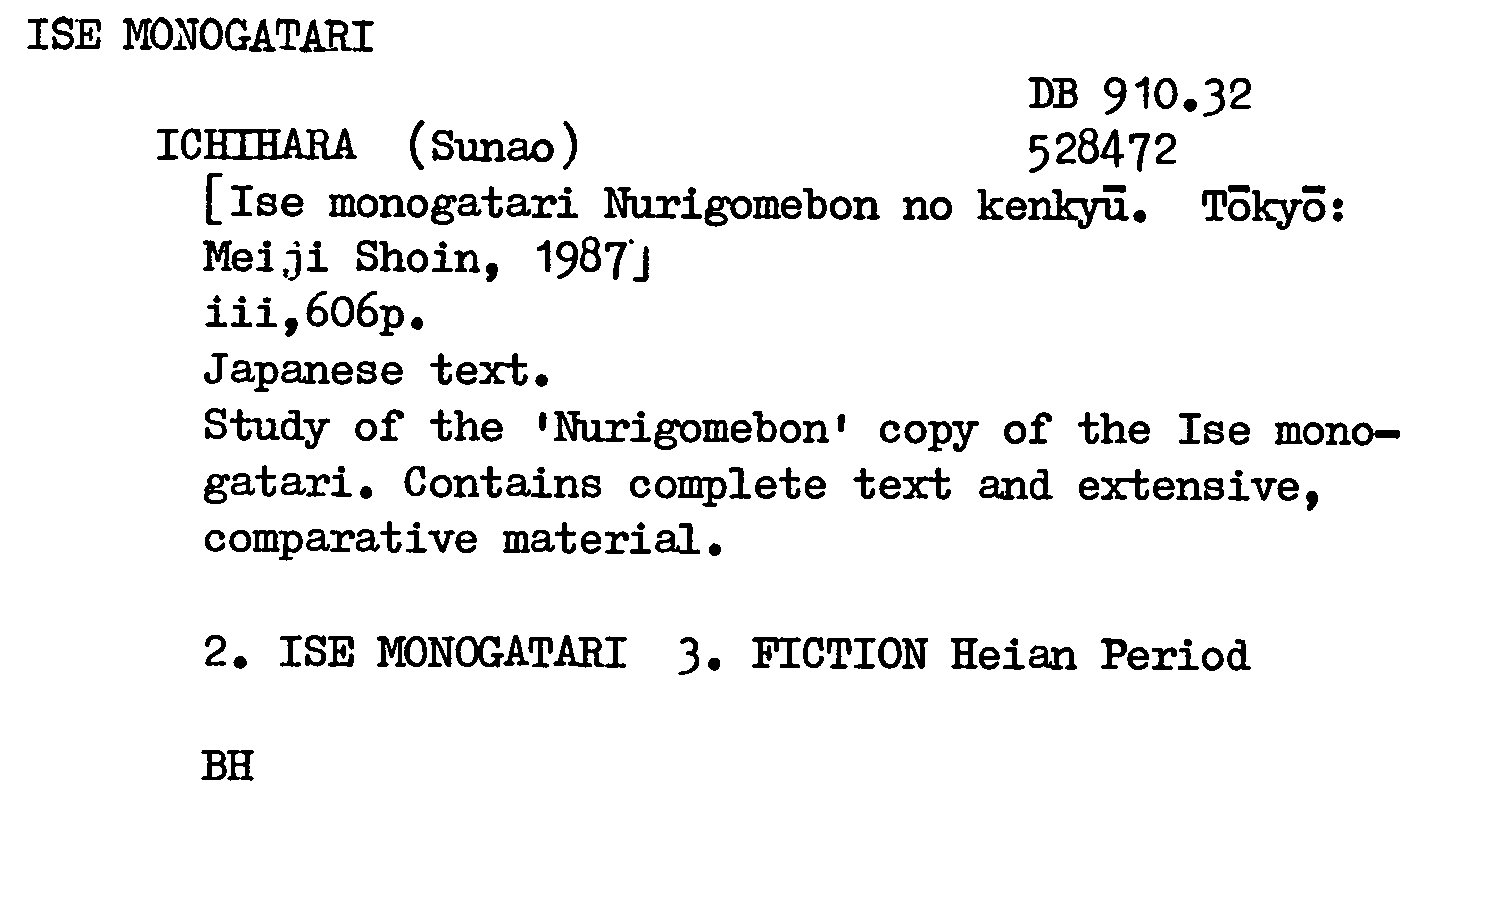 ISE MONOGATARI
DB 910.32
ICHIHARA (Sunao)
528472
[Ise monogatari Nurigomebon no kenkyū. Tōkyō:
Meiji Shoin, 1987]
iii,606p.
Japanese text.
Study of the 'Nurigomebon' copy of the Ise mono-
gatari. Contains complete text and extensive,
comparative material.
2. ISE MONOGATARI 3. FICTION Heian Period
BH